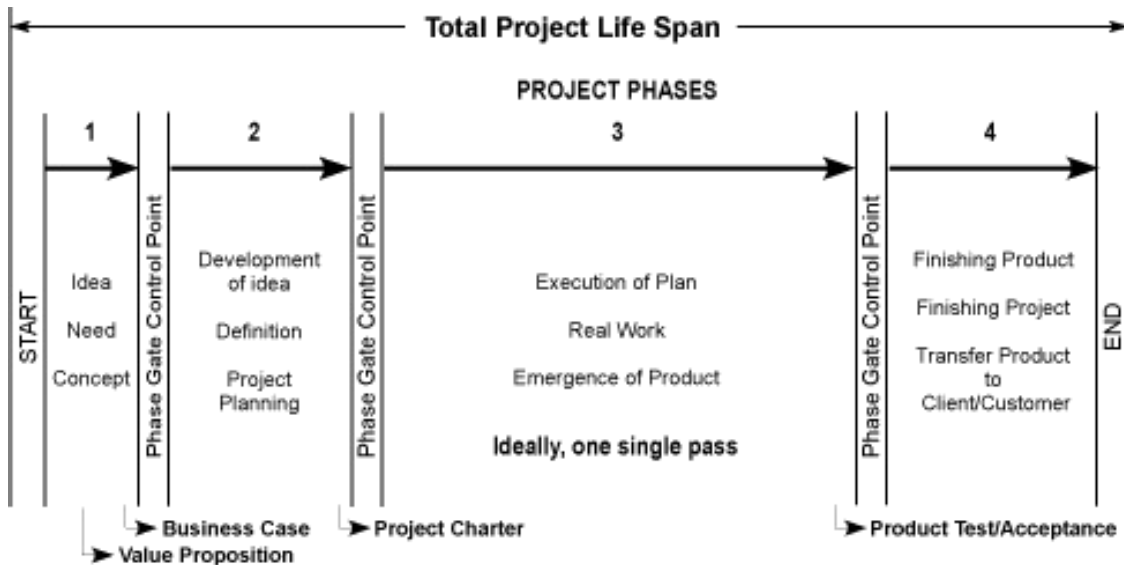 Total Project Life Span
PROJECT PHASES
1
2
3
4
START
Idea
Need
Concept
Phase Gate Control Point
Development
of idea
Definition
Project
Planning
Phase Gate Control Point
Execution of Plan
Real Work
Emergence of Product
Ideally, one single pass
Phase Gate Control Point
Finishing Product
Finishing Project
Transfer Product
to
Client/Customer
END
Business Case
Project Charter
Product Test/Acceptance
Value Proposition